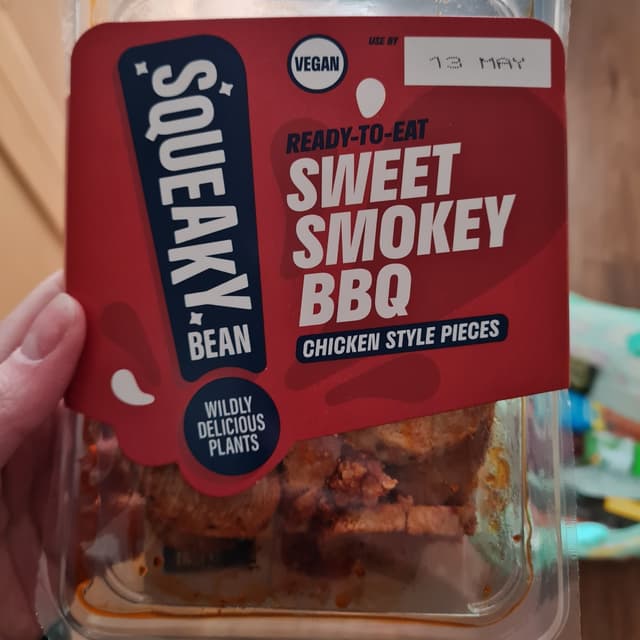 SQUEAKY
BEAN
WILDLY
DELICIOUS
PLANTS
VEGAN
USE BY
13 MAY
READY-TO-EAT
SWEET
SMOKEY
BBQ
CHICKEN STYLE PIECES